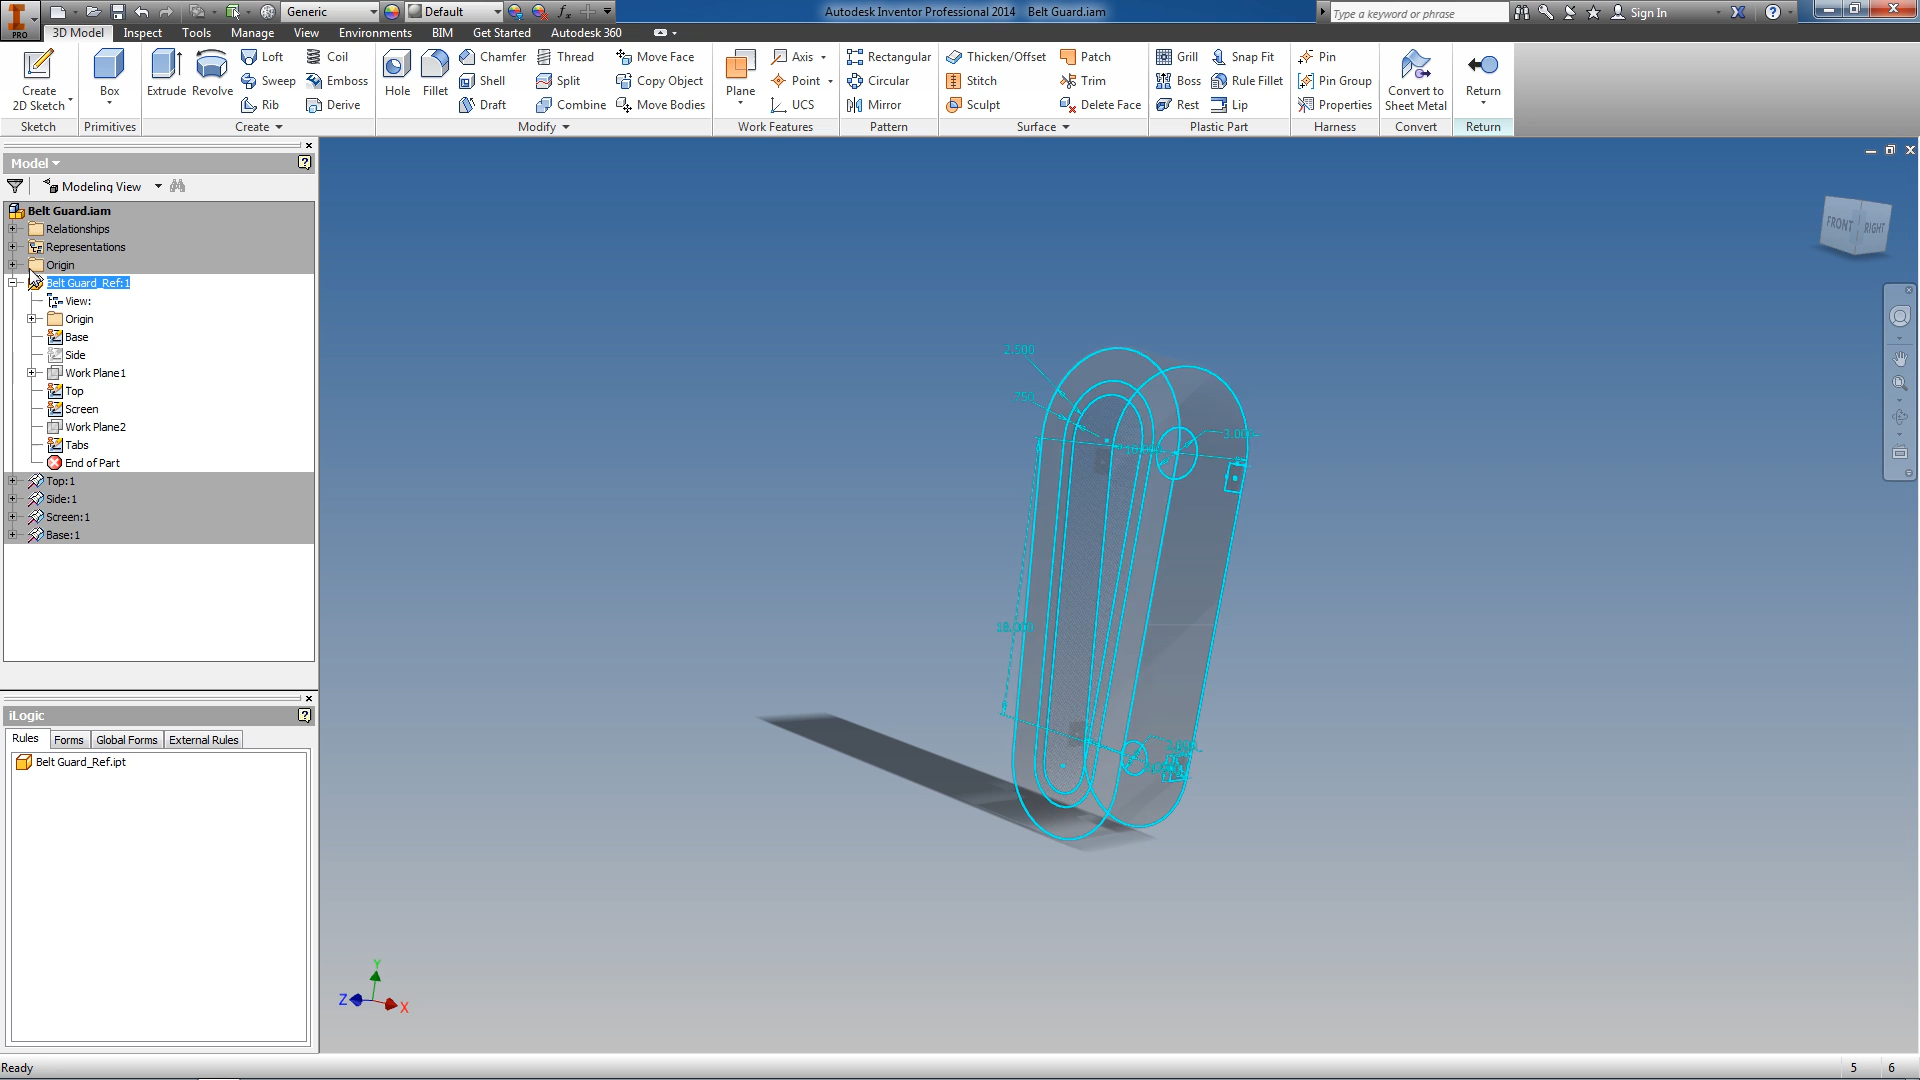 Generic
Default
Autodesk Inventor Professional 2014 Belt Guard.iam
Type a keyword or phrase
Sign In
PRO
3D Model Inspect Tools Manage View Environments BIM Get Started Autodesk 360
Create 2D Sketch
Sketch
Box
Primitives
Extrude Revolve Loft Coil
Sweep Emboss
Rib Derive
Create
Hole Fillet Chamfer Thread Move Face
Shell Split Copy Object
Draft Combine Move Bodies
Modify
Plane Axis
Point
UCS
Work Features
Rectangular
Circular
Mirror
Pattern
Thicken/Offset Patch
Stitch Trim
Sculpt Delete Face
Surface
Grill Snap Fit
Boss Rule Fillet
Rest Lip
Plastic Part
Pin
Pin Group
Properties
Harness
Convert to Sheet Metal
Convert
Return
Return
Model
Modeling View
Belt Guard.iam
Relationships
Representations
Origin
Belt Guard_Ref:1
View:
Origin
Base
Side
Work Plane1
Top
Screen
Work Plane2
Tabs
End of Part
Top:1
Side:1
Screen:1
Base:1
iLogic
Rules Forms Global Forms External Rules
Belt Guard_Ref.ipt
FRONT RIGHT
2.500
.750
18.000
Y
Z
X
Ready
5 6